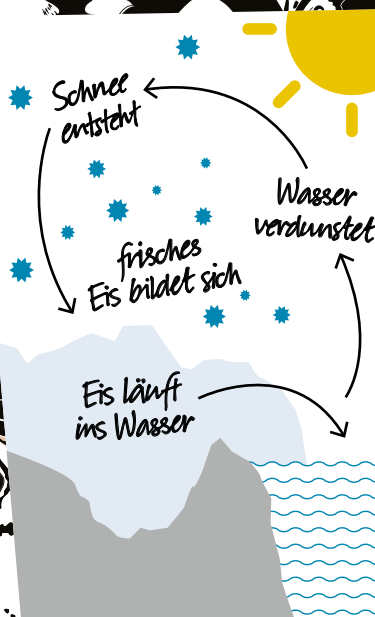 Schnee
entsteht
Wasser
verdunstet
frisches
Eis bildet sich
Eis läuft
ins Wasser